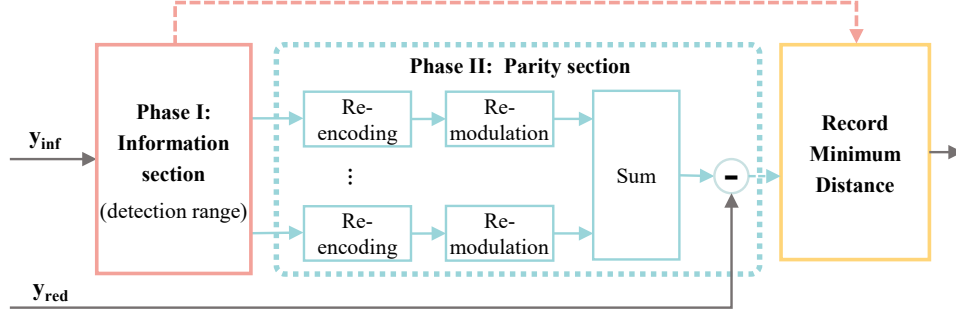 Phase II: Parity section
Phase I:
Information
section
(detection range)
y_inf
y_red
Re-
encoding
Re-
modulation
...
Re-
encoding
Re-
modulation
Sum
-
Record
Minimum
Distance